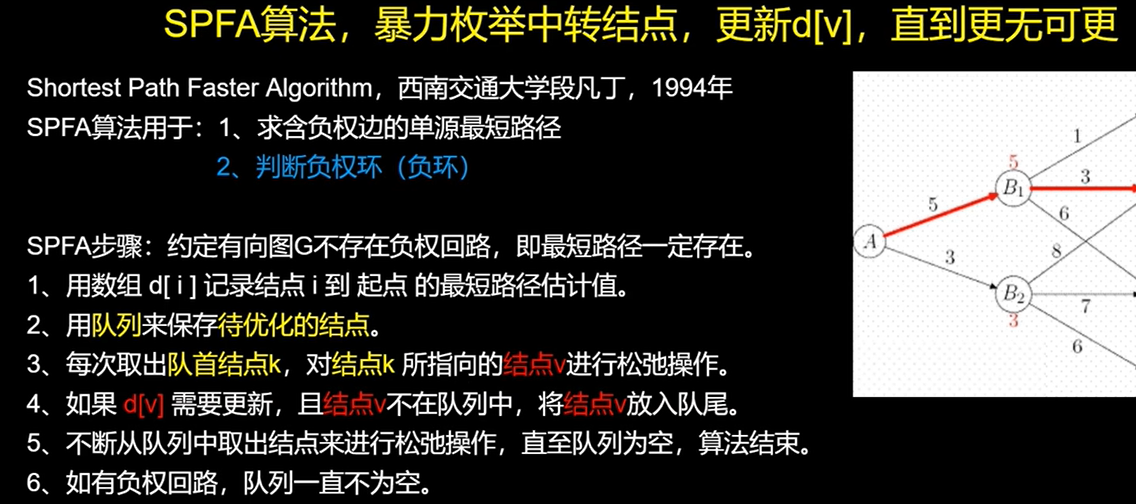 SPFA算法，暴力枚举中转结点，更新d[v]，直到更无可更
Shortest Path Faster Algorithm，西南交通大学段凡丁，1994年
SPFA算法用于：1、求含负权边的单源最短路径
2、判断负权环（负环）
SPFA步骤：约定有向图G不存在负权回路，即最短路径一定存在。
1、用数组 d[ i ] 记录结点 i 到 起点 的最短路径估计值。
2、用队列来保存待优化的结点。
3、每次取出队首结点k，对结点k 所指向的结点v进行松弛操作。
4、如果 d[v] 需要更新，且结点v不在队列中，将结点v放入队尾。
5、不断从队列中取出结点来进行松弛操作，直至队列为空，算法结束。
6、如有负权回路，队列一直不为空。
1
5
B1
3
5
6
A
3
8
B2
7
3
6